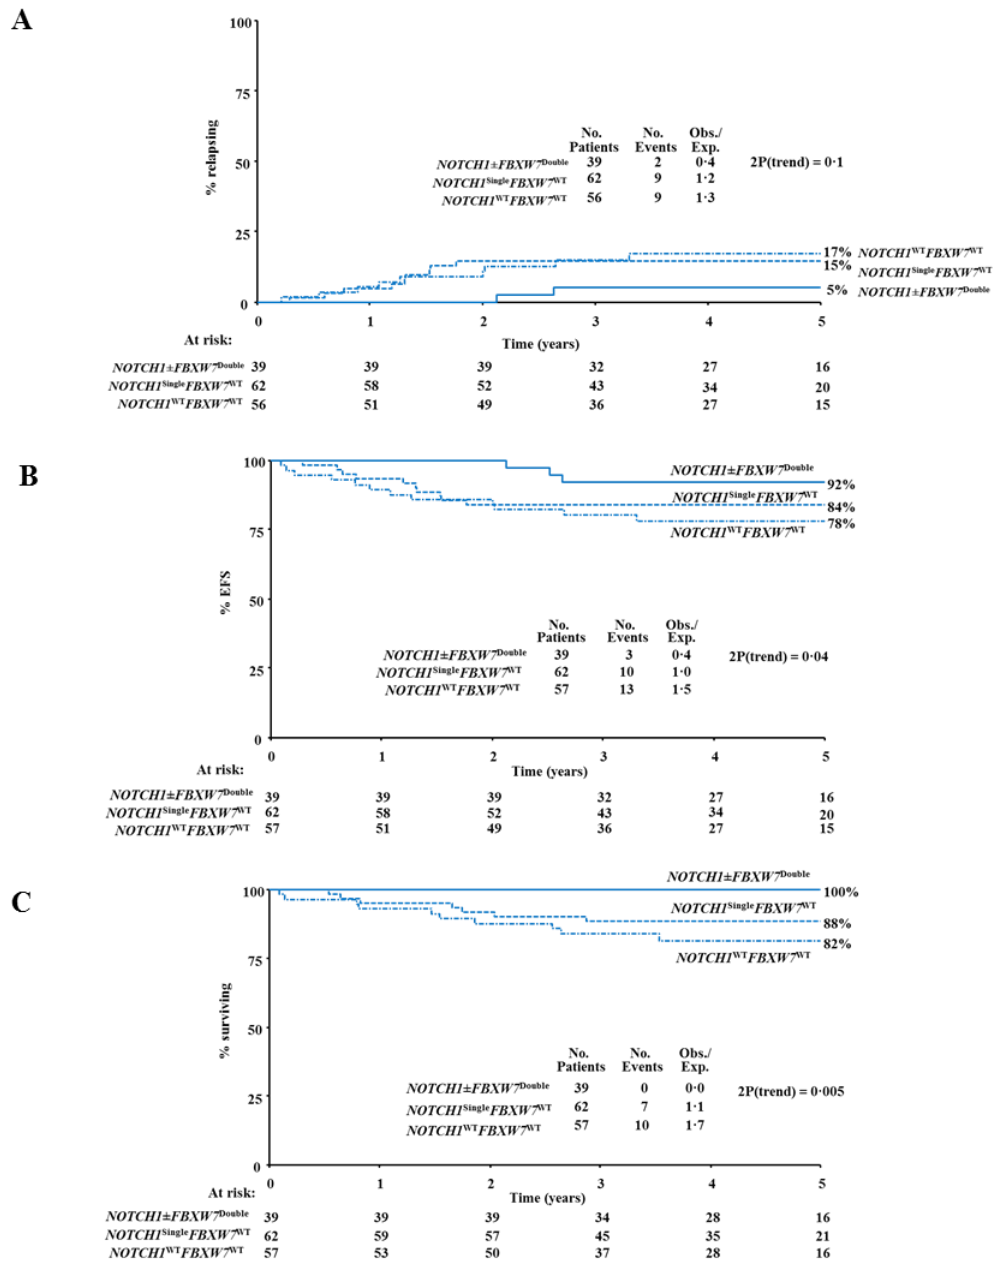 A
100
75
50
25
0
% relapsing
No. Patients No. Events Obs./ Exp.
NOTCH1±FBXW7Double 39 2 0·4 2P(trend) = 0·1
NOTCH1SingleFBXW7WT 62 9 1·2
NOTCH1WTFBXW7WT 56 9 1·3
17% NOTCH1WTFBXW7WT
15% NOTCH1SingleFBXW7WT
5% NOTCH1±FBXW7Double
0 1 2 3 4 5
At risk: Time (years)
NOTCH1±FBXW7Double 39 39 39 32 27 16
NOTCH1SingleFBXW7WT 62 58 52 43 34 20
NOTCH1WTFBXW7WT 56 51 49 36 27 15
B
100
75
50
25
0
% EFS
NOTCH1±FBXW7Double 92%
NOTCH1SingleFBXW7WT 84%
NOTCH1WTFBXW7WT 78%
No. Patients No. Events Obs./ Exp.
NOTCH1±FBXW7Double 39 3 0·4 2P(trend) = 0·04
NOTCH1SingleFBXW7WT 62 10 1·0
NOTCH1WTFBXW7WT 57 13 1·5
0 1 2 3 4 5
At risk: Time (years)
NOTCH1±FBXW7Double 39 39 39 32 27 16
NOTCH1SingleFBXW7WT 62 58 52 43 34 20
NOTCH1WTFBXW7WT 57 51 49 36 27 15
C
100
75
50
25
0
% surviving
NOTCH1±FBXW7Double 100%
NOTCH1SingleFBXW7WT 88%
NOTCH1WTFBXW7WT 82%
No. Patients No. Events Obs./ Exp.
NOTCH1±FBXW7Double 39 0 0·0 2P(trend) = 0·005
NOTCH1SingleFBXW7WT 62 7 1·1
NOTCH1WTFBXW7WT 57 10 1·7
0 1 2 3 4 5
At risk: Time (years)
NOTCH1±FBXW7Double 39 39 39 34 28 16
NOTCH1SingleFBXW7WT 62 59 57 45 35 21
NOTCH1WTFBXW7WT 57 53 50 37 28 16